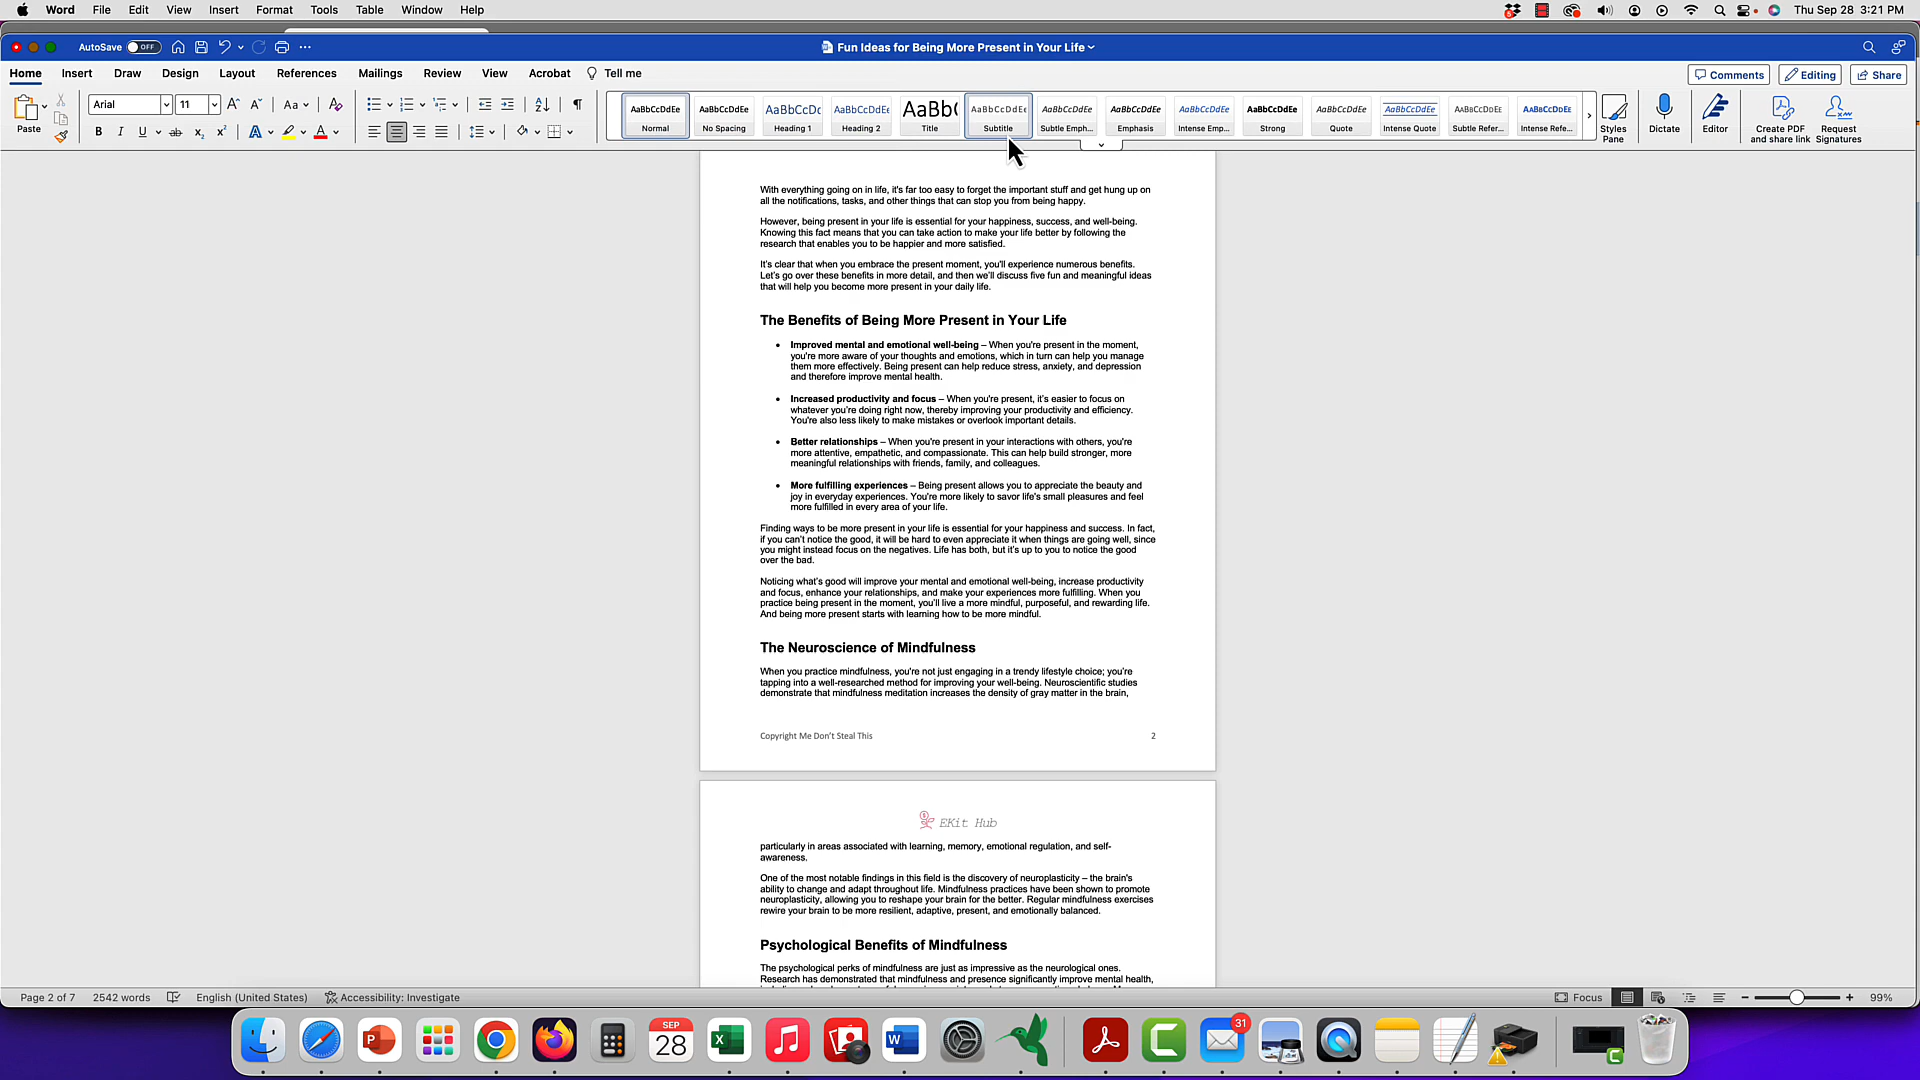 Word File Edit View Insert Format Tools Table Window Help
5
Thu Sep 28 3:21 PM
AutoSave OFF
Fun Ideas for Being More Present in Your Life
Home Insert Draw Design Layout References Mailings Review View Acrobat Tell me
Comments Editing Share
Paste
Arial 11
B I U ab x₂ x²
AaBbCcDdEe Normal
AaBbCcDdEe No Spacing
AaBbCcDc Heading 1
AaBbCcDdEe Heading 2
AaBb( Title
AaBbCcDdEe Subtitle
AaBbCcDdEe Subtle Emph...
AaBbCcDdEe Emphasis
AaBbCcDdEe Intense Emp...
AaBbCcDdEe Strong
AaBbCcDdEe Quote
AaBbCcDdEe Intense Quote
AaBbCcDdEe Subtle Refer...
AaBbCcDdEe Intense Refe...
Styles Pane
Dictate
Editor
Create PDF and share link
Request Signatures
With everything going on in life, it's far too easy to forget the important stuff and get hung up on
all the notifications, tasks, and other things that can stop you from being happy.
However, being present in your life is essential for your happiness, success, and well-being.
Knowing this fact means that you can take action to make your life better by following the
research that enables you to be happier and more satisfied.
It's clear that when you embrace the present moment, you'll experience numerous benefits.
Let's go over these benefits in more detail, and then we'll discuss five fun and meaningful ideas
that will help you become more present in your daily life.
The Benefits of Being More Present in Your Life
• Improved mental and emotional well-being – When you're present in the moment,
you're more aware of your thoughts and emotions, which in turn can help you manage
them more effectively. Being present can help reduce stress, anxiety, and depression
and therefore improve mental health.
• Increased productivity and focus – When you're present, it's easier to focus on
whatever you're doing right now, thereby improving your productivity and efficiency.
You're also less likely to make mistakes or overlook important details.
• Better relationships – When you're present in your interactions with others, you're
more attentive, empathetic, and compassionate. This can help build stronger, more
meaningful relationships with friends, family, and colleagues.
• More fulfilling experiences – Being present allows you to appreciate the beauty and
joy in everyday experiences. You're more likely to savor life's small pleasures and feel
more fulfilled in every area of your life.
Finding ways to be more present in your life is essential for your happiness and success. In fact,
if you can't notice the good, it will be hard to even appreciate it when things are going well, since
you might instead focus on the negatives. Life has both, but it's up to you to notice the good
over the bad.
Noticing what's good will improve your mental and emotional well-being, increase productivity
and focus, enhance your relationships, and make your experiences more fulfilling. When you
practice being present in the moment, you'll live a more mindful, purposeful, and rewarding life.
And being more present starts with learning how to be more mindful.
The Neuroscience of Mindfulness
When you practice mindfulness, you're not just engaging in a trendy lifestyle choice; you're
tapping into a well-researched method for improving your well-being. Neuroscientific studies
demonstrate that mindfulness meditation increases the density of gray matter in the brain,
Copyright Me Don't Steal This 2
EKit Hub
particularly in areas associated with learning, memory, emotional regulation, and self-
awareness.
One of the most notable findings in this field is the discovery of neuroplasticity – the brain's
ability to change and adapt throughout life. Mindfulness practices have been shown to promote
neuroplasticity, allowing you to reshape your brain for the better. Regular mindfulness exercises
rewire your brain to be more resilient, adaptive, present, and emotionally balanced.
Psychological Benefits of Mindfulness
The psychological perks of mindfulness are just as impressive as the neurological ones.
Research has demonstrated that mindfulness and presence significantly improve mental health,
Page 2 of 7 2542 words English (United States) Accessibility: Investigate
Focus 99%
SEP
28
31